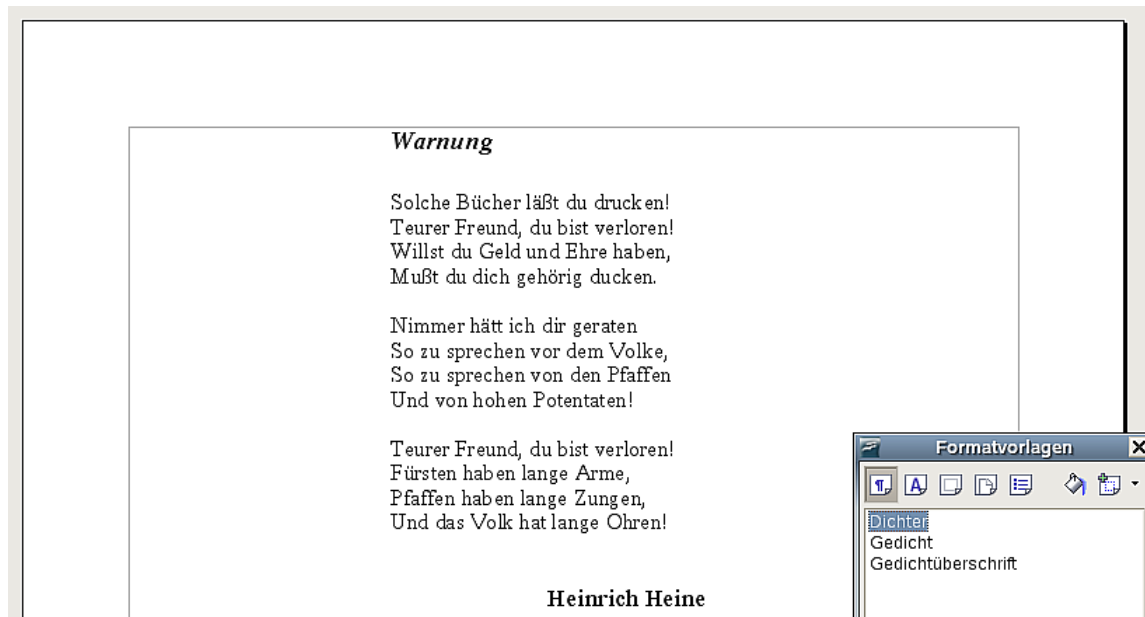 Warnung
Solche Bücher läßt du drucken!
Teurer Freund, du bist verloren!
Willst du Geld und Ehre haben,
Mußt du dich gehörig ducken.
Nimmer hätt ich dir geraten
So zu sprechen vor dem Volke,
So zu sprechen von den Pfaffen
Und von hohen Potentaten!
Teurer Freund, du bist verloren!
Fürsten haben lange Arme,
Pfaffen haben lange Zungen,
Und das Volk hat lange Ohren!
Heinrich Heine
Formatvorlagen
Dichter
Gedicht
Gedichtüberschrift